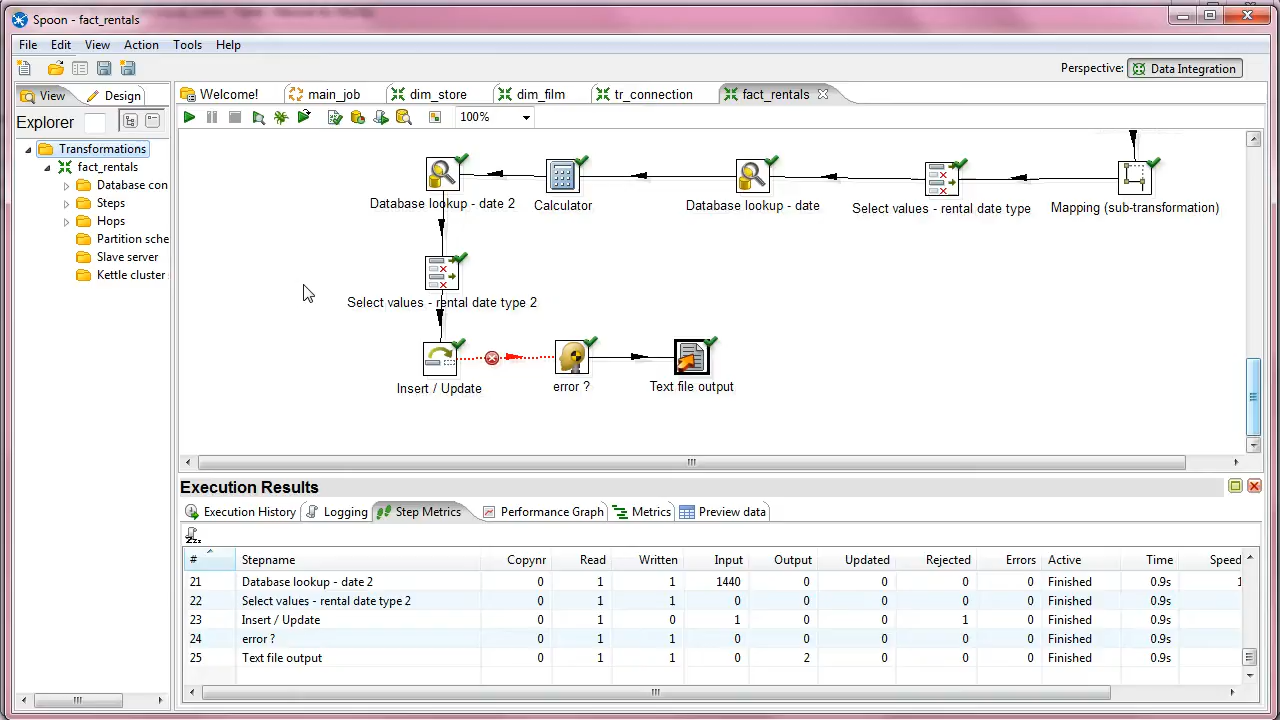 Spoon - fact_rentals
File Edit View Action Tools Help
Perspective: Data Integration
View Design
Welcome! main_job dim_store dim_film tr_connection fact_rentals
Explorer
100%
Transformations
fact_rentals
Database con
Steps
Hops
Partition sche
Slave server
Kettle cluster
Database lookup - date 2 Calculator Database lookup - date Select values - rental date type Mapping (sub-transformation)
Select values - rental date type 2
Insert / Update error ? Text file output
Execution Results
Execution History Logging Step Metrics Performance Graph Metrics Preview data
# Stepname Copynr Read Written Input Output Updated Rejected Errors Active Time Speed
21 Database lookup - date 2 0 1 1 1440 0 0 0 0 Finished 0.9s 1
22 Select values - rental date type 2 0 1 1 0 0 0 0 0 Finished 0.9s
23 Insert / Update 0 1 0 1 0 0 1 0 Finished 0.9s
24 error ? 0 1 1 0 0 0 0 0 Finished 0.9s
25 Text file output 0 1 1 0 2 0 0 0 Finished 0.9s